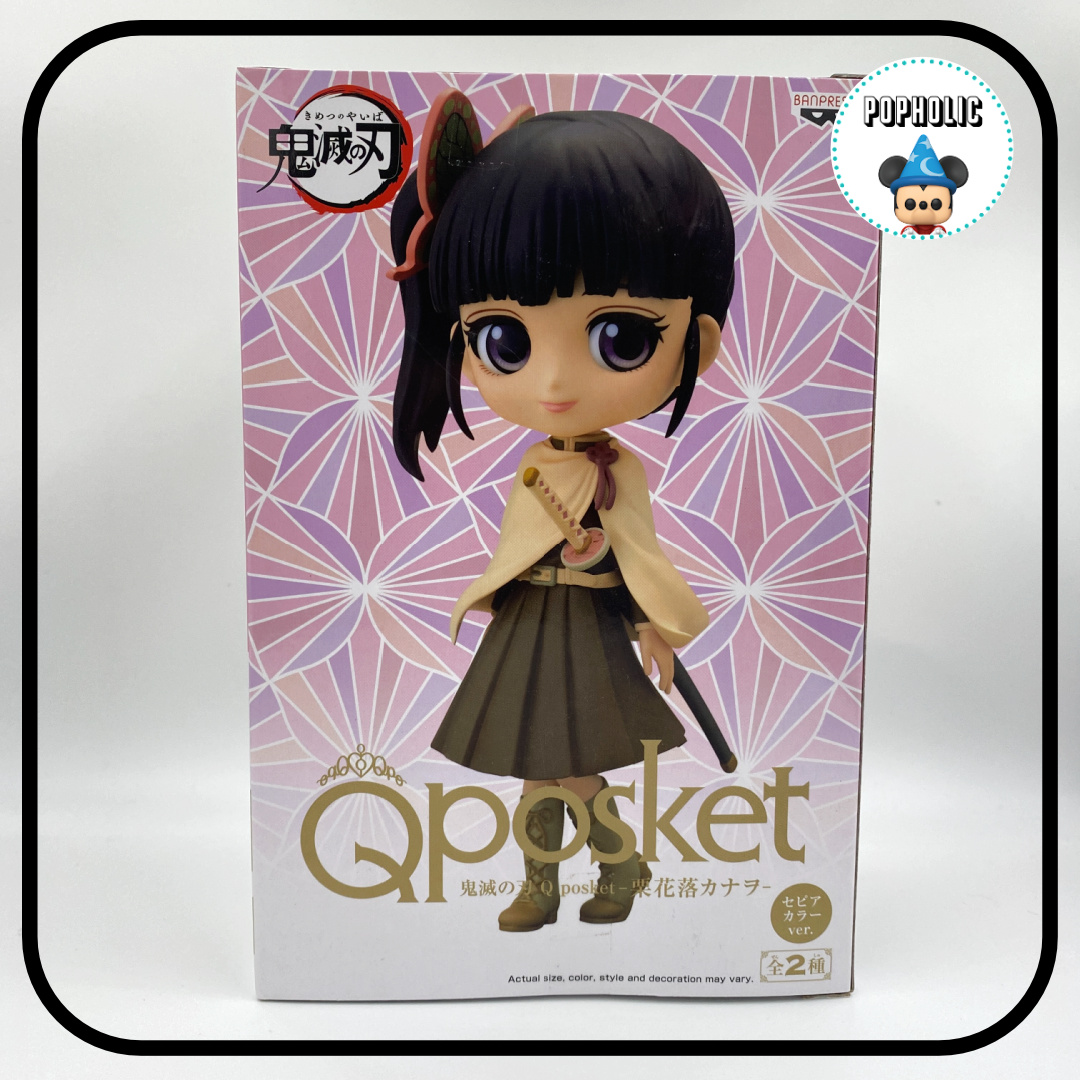 きめつのやいば
鬼滅の刃
BANPRES
POPHOLIC
Qposket
鬼滅の刃 Q posket-栗花落カナヲ-
セピア
カラー
ver.
全2種
Actual size, color, style and decoration may vary.